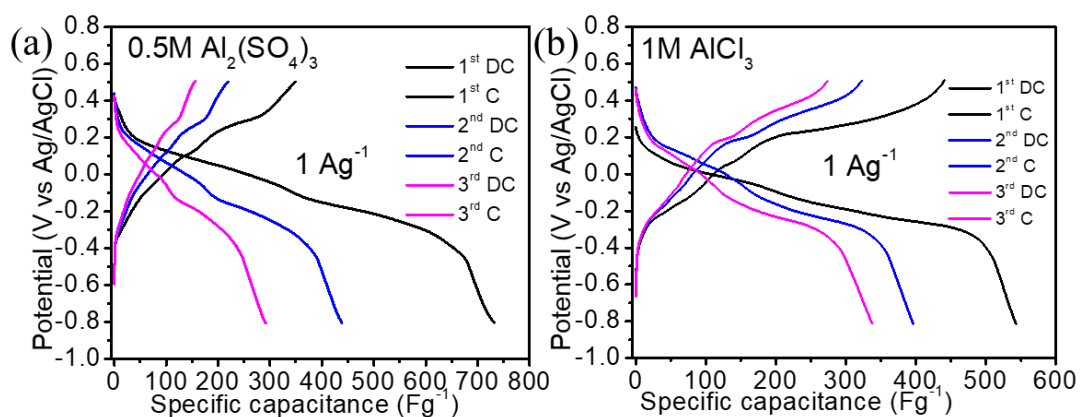 (a)
0.5M Al₂(SO₄)₃
1ˢᵗ DC
1ˢᵗ C
2ⁿᵈ DC
2ⁿᵈ C
3ʳᵈ DC
3ʳᵈ C
1 Ag⁻¹
Potential (V vs Ag/AgCl)
0.8
0.6
0.4
0.2
0.0
-0.2
-0.4
-0.6
-0.8
-1.0
0 100 200 300 400 500 600 700 800
Specific capacitance (Fg⁻¹)
(b)
1M AlCl₃
1ˢᵗ DC
1ˢᵗ C
2ⁿᵈ DC
2ⁿᵈ C
3ʳᵈ DC
3ʳᵈ C
1 Ag⁻¹
Potential (V vs Ag/AgCl)
0.8
0.6
0.4
0.2
0.0
-0.2
-0.4
-0.6
-0.8
-1.0
0 100 200 300 400 500 600
Specific capacitance (Fg⁻¹)